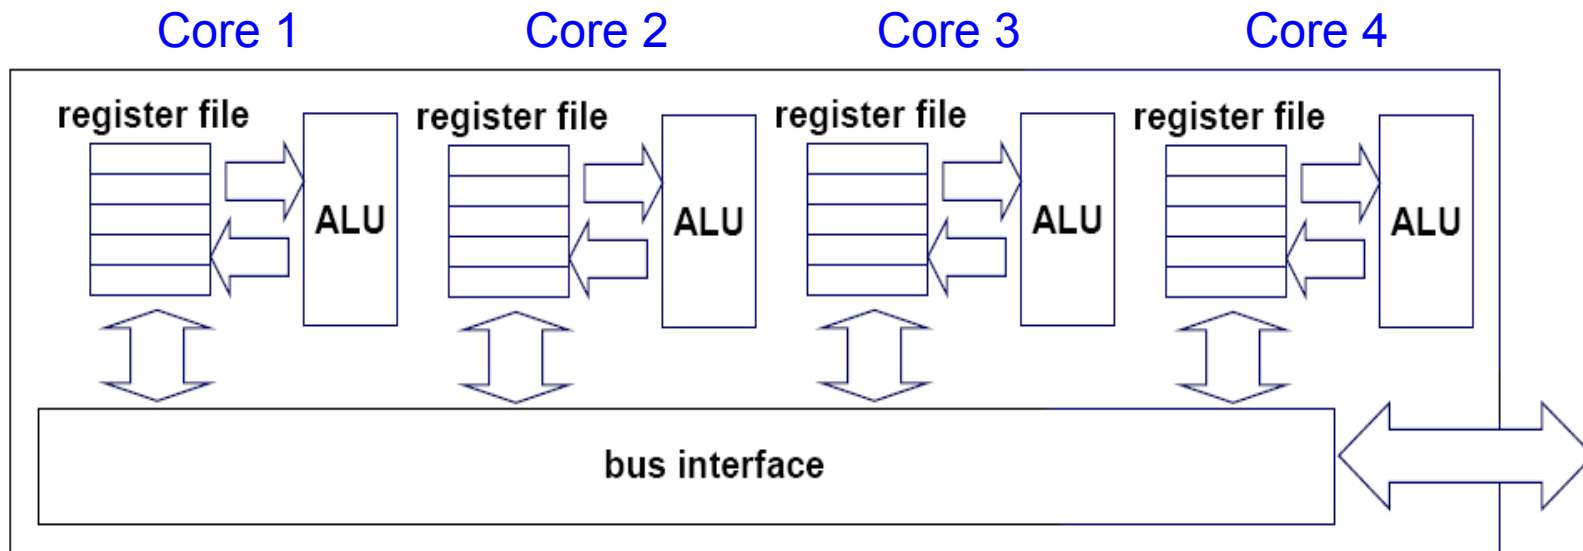 Core 1 Core 2 Core 3 Core 4
register file register file register file register file
ALU ALU ALU ALU
bus interface